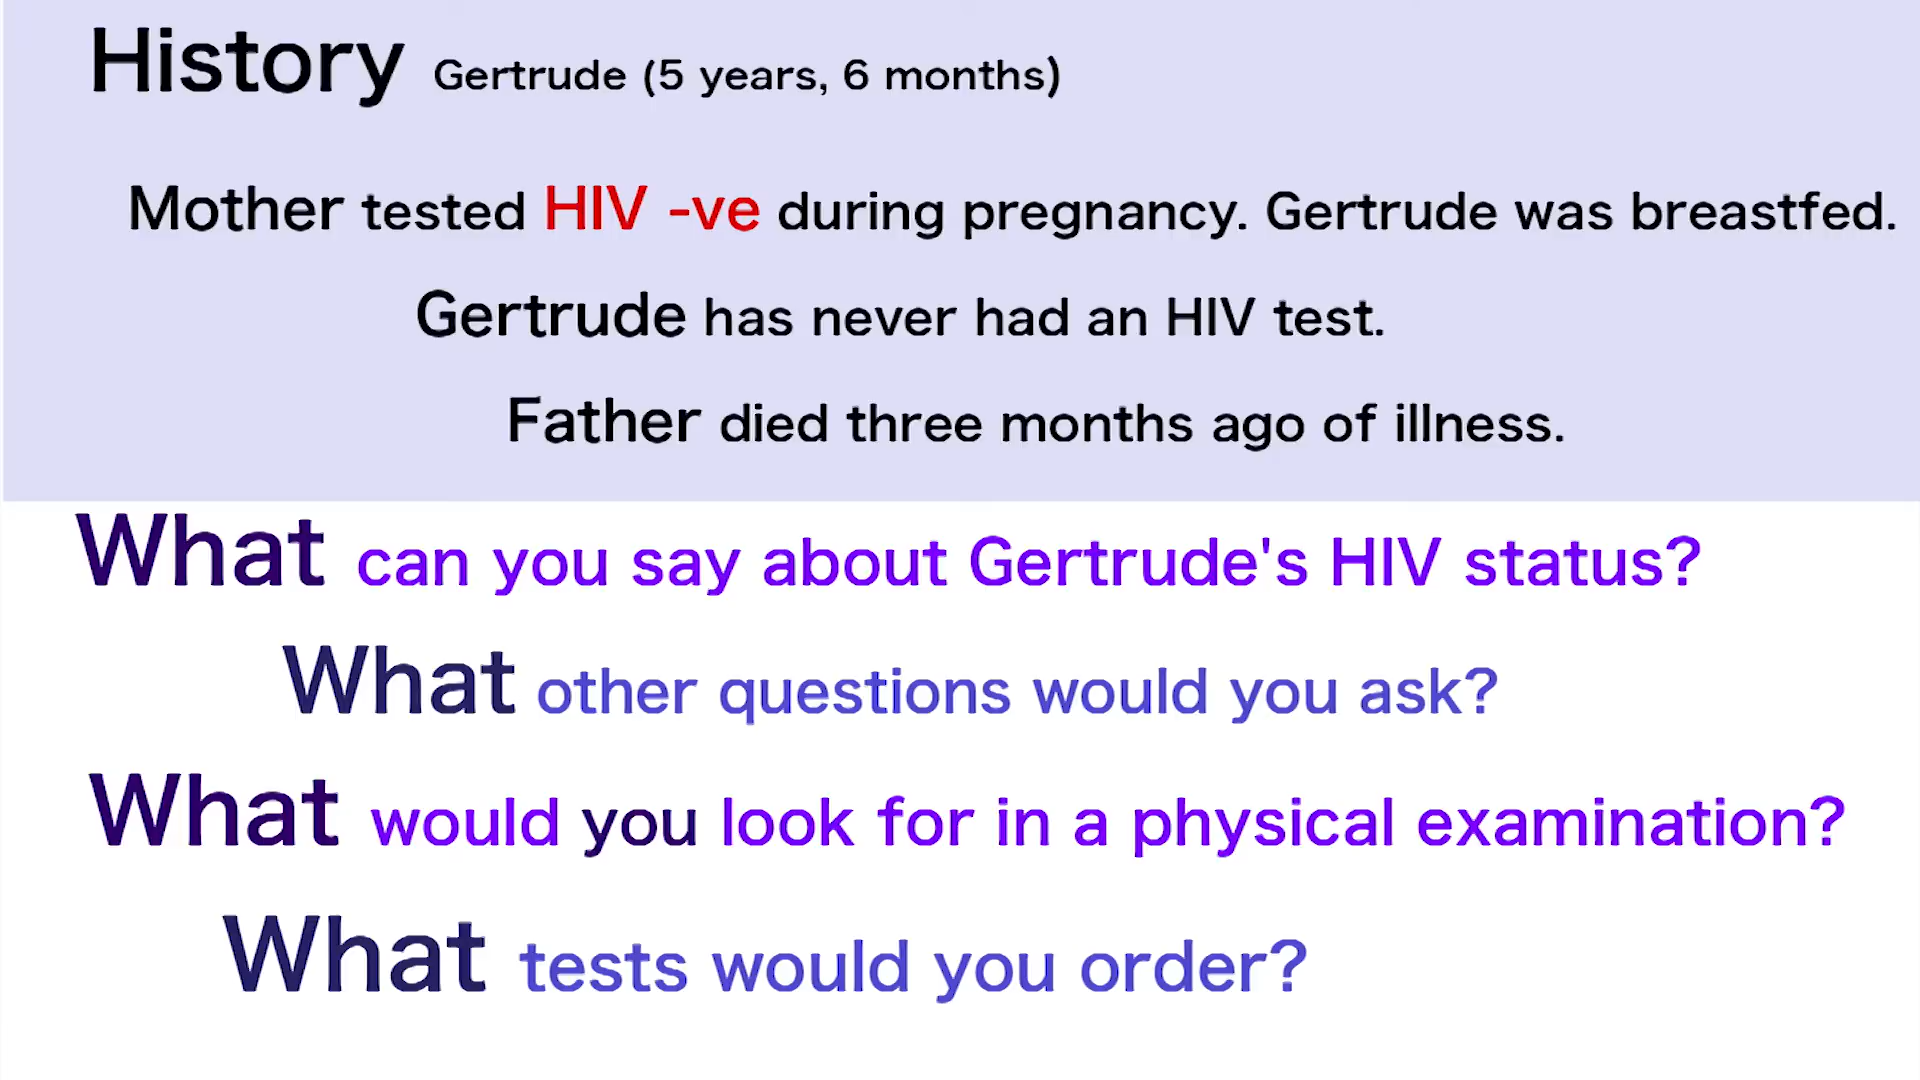 History Gertrude (5 years, 6 months)
Mother tested HIV -ve during pregnancy. Gertrude was breastfed.
Gertrude has never had an HIV test.
Father died three months ago of illness.
What can you say about Gertrude's HIV status?
What other questions would you ask?
What would you look for in a physical examination?
What tests would you order?